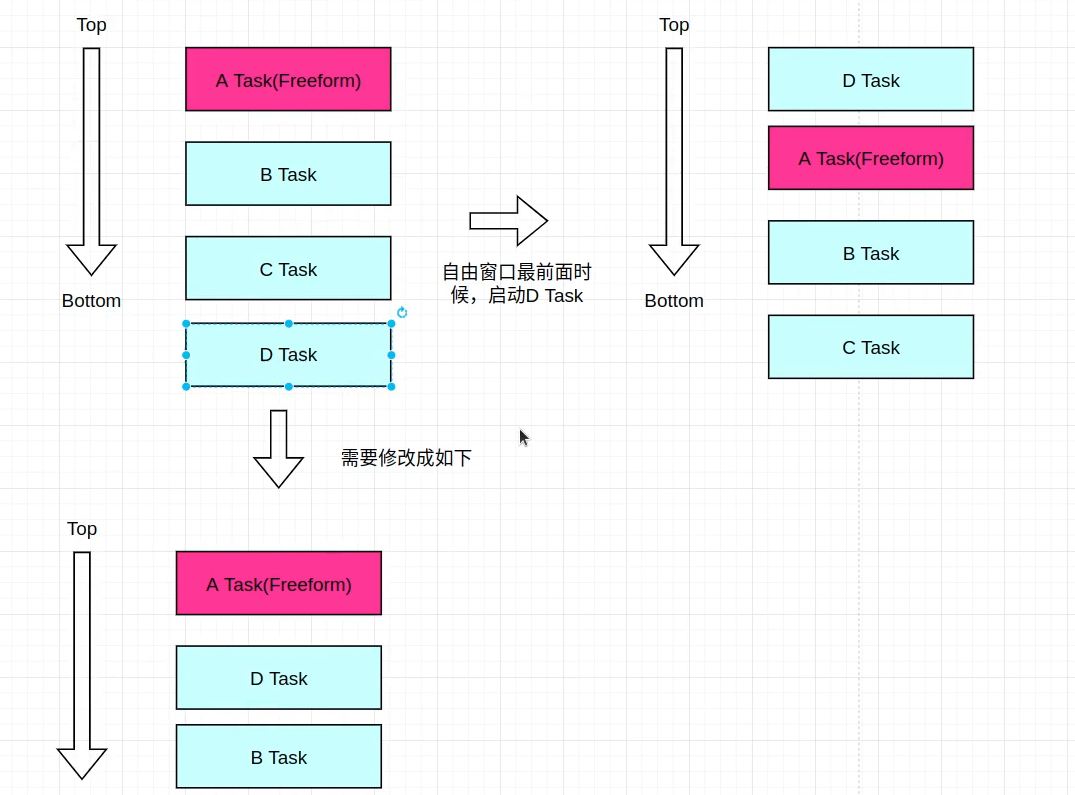 Top
A Task(Freeform)
B Task
C Task
D Task
Bottom
自由窗口最前面时
候，启动D Task
Top
D Task
A Task(Freeform)
B Task
C Task
Bottom
需要修改成如下
Top
A Task(Freeform)
D Task
B Task